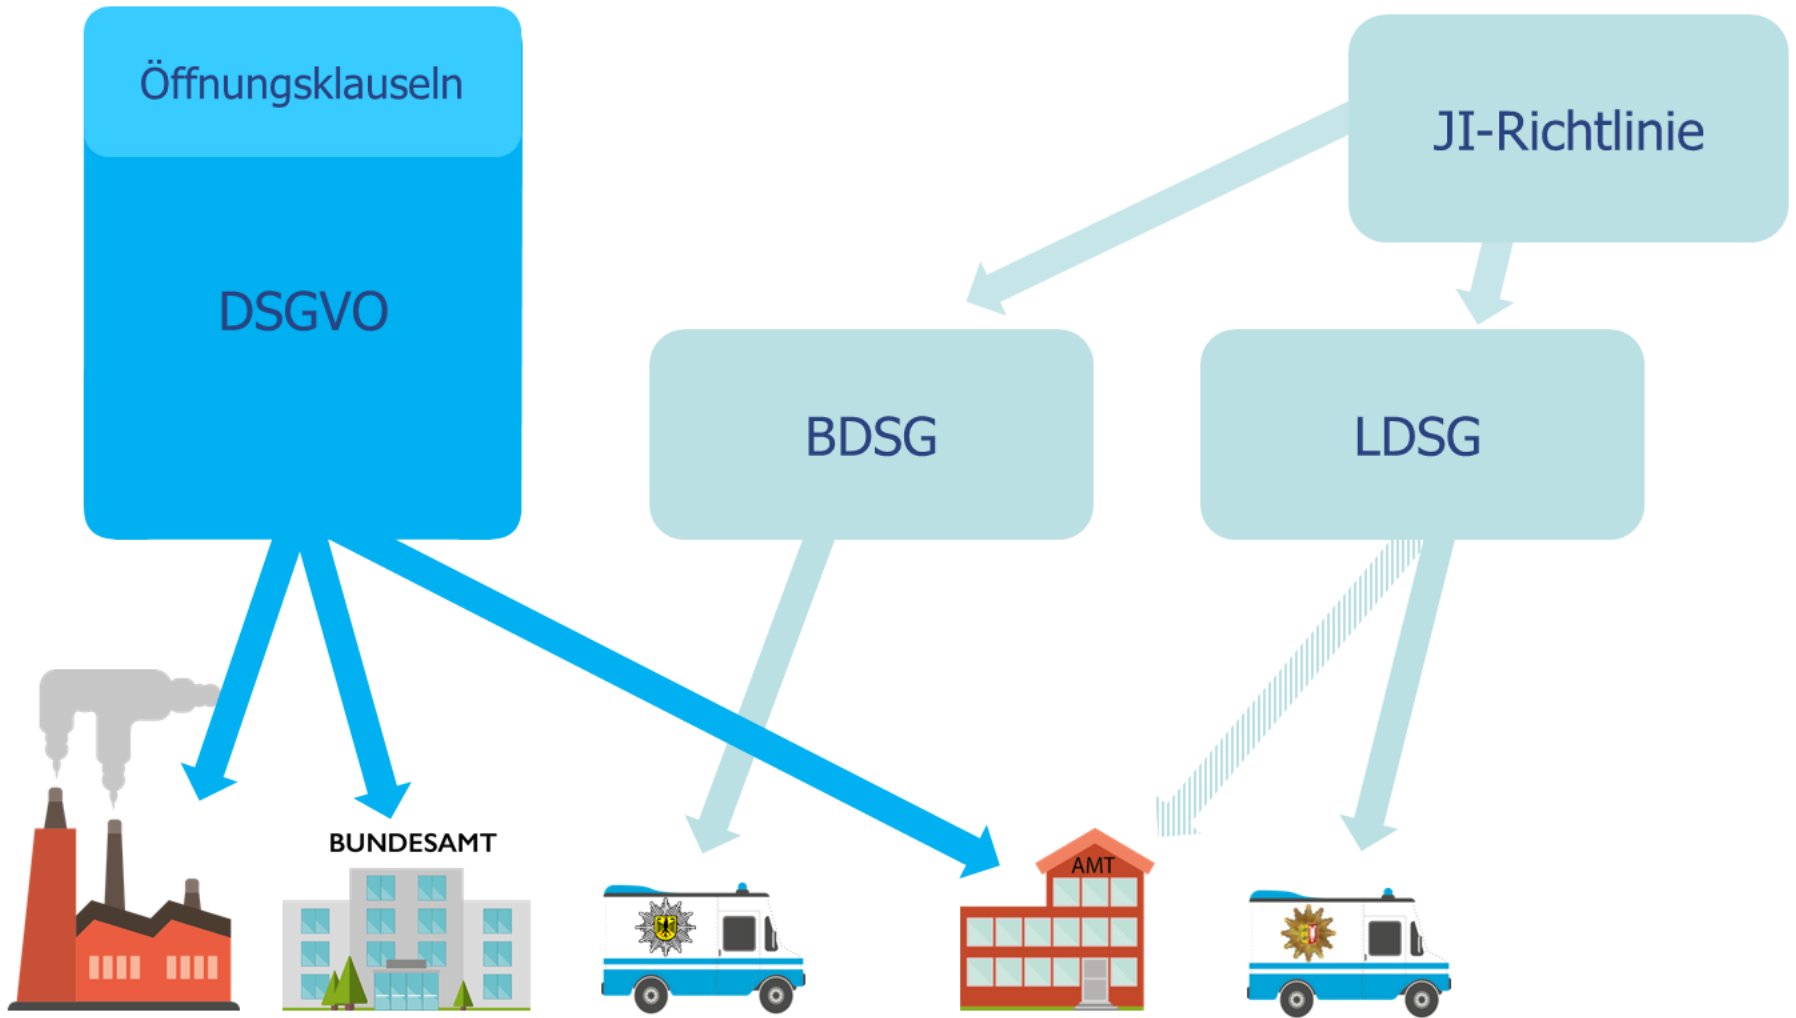 Öffnungsklauseln
JI-Richtlinie
DSGVO
BDSG
LDSG
BUNDESAMT
AMT